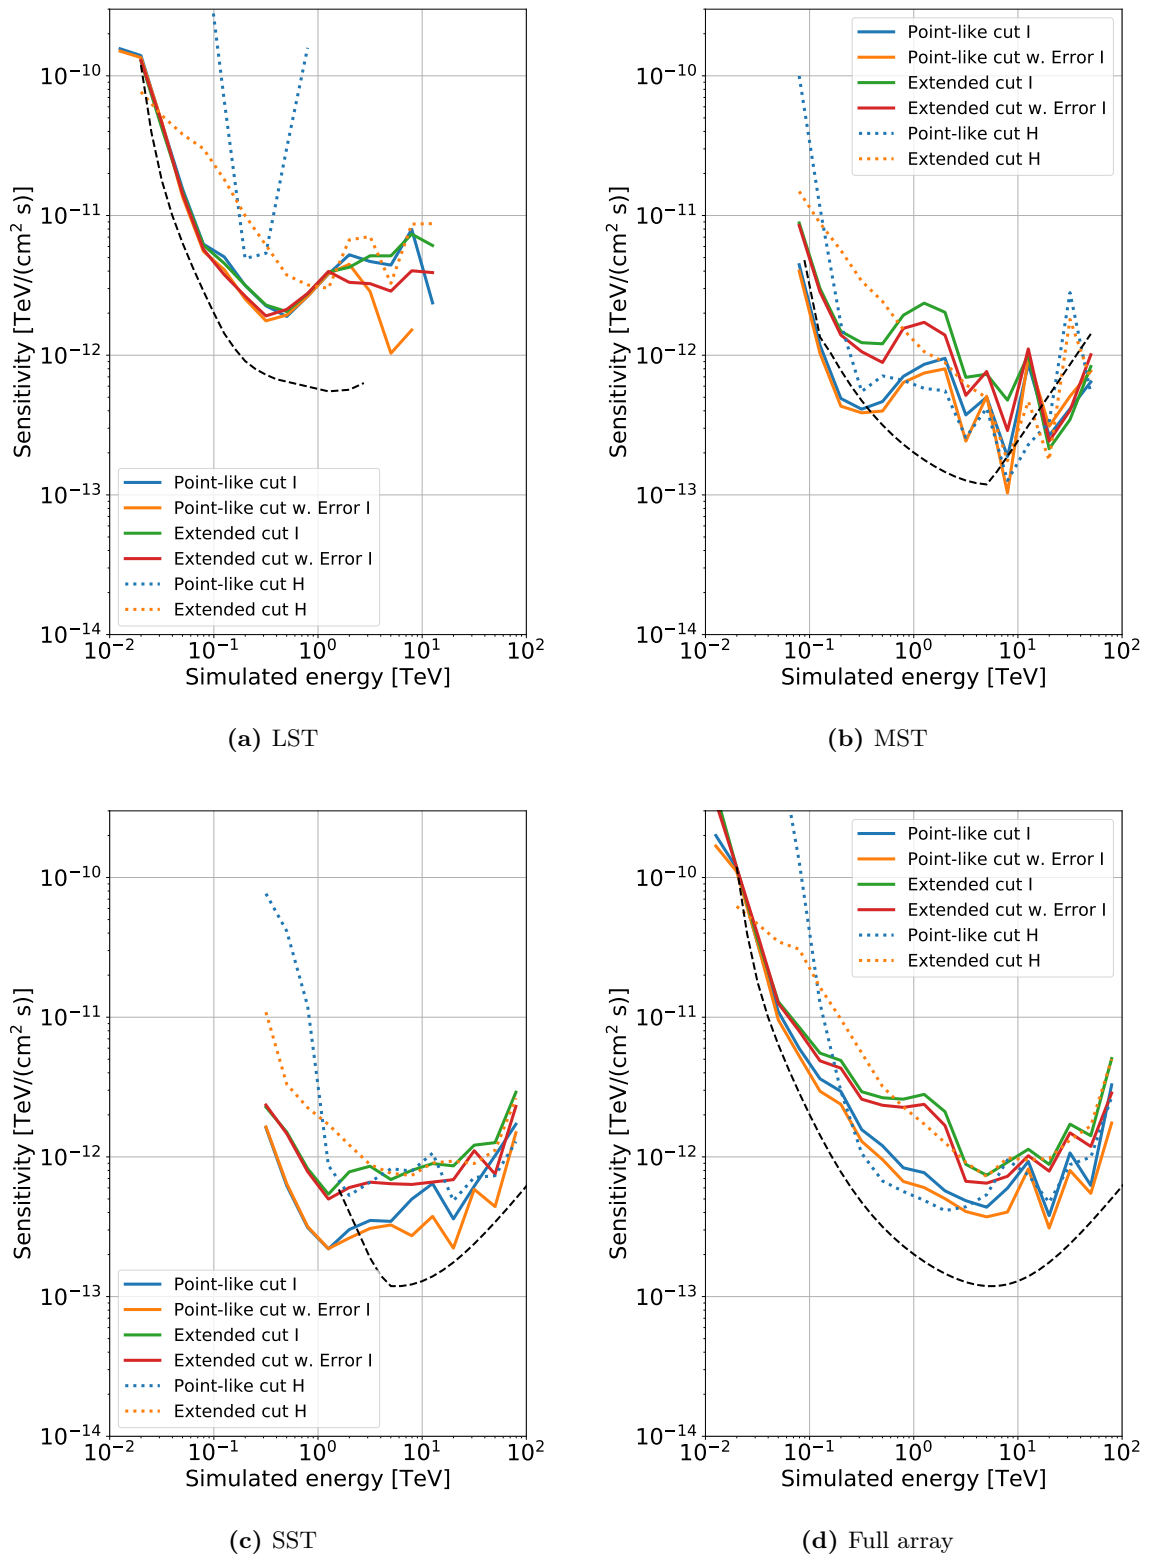 10⁻¹⁰
10⁻¹¹
10⁻¹²
10⁻¹³
10⁻¹⁴
Sensitivity [TeV/(cm² s)]
Point-like cut I
Point-like cut w. Error I
Extended cut I
Extended cut w. Error I
Point-like cut H
Extended cut H
10⁻² 10⁻¹ 10⁰ 10¹ 10²
Simulated energy [TeV]
(a) LST
10⁻¹⁰
10⁻¹¹
10⁻¹²
10⁻¹³
10⁻¹⁴
Sensitivity [TeV/(cm² s)]
Point-like cut I
Point-like cut w. Error I
Extended cut I
Extended cut w. Error I
Point-like cut H
Extended cut H
10⁻² 10⁻¹ 10⁰ 10¹ 10²
Simulated energy [TeV]
(b) MST
10⁻¹⁰
10⁻¹¹
10⁻¹²
10⁻¹³
10⁻¹⁴
Sensitivity [TeV/(cm² s)]
Point-like cut I
Point-like cut w. Error I
Extended cut I
Extended cut w. Error I
Point-like cut H
Extended cut H
10⁻² 10⁻¹ 10⁰ 10¹ 10²
Simulated energy [TeV]
(c) SST
10⁻¹⁰
10⁻¹¹
10⁻¹²
10⁻¹³
10⁻¹⁴
Sensitivity [TeV/(cm² s)]
Point-like cut I
Point-like cut w. Error I
Extended cut I
Extended cut w. Error I
Point-like cut H
Extended cut H
10⁻² 10⁻¹ 10⁰ 10¹ 10²
Simulated energy [TeV]
(d) Full array